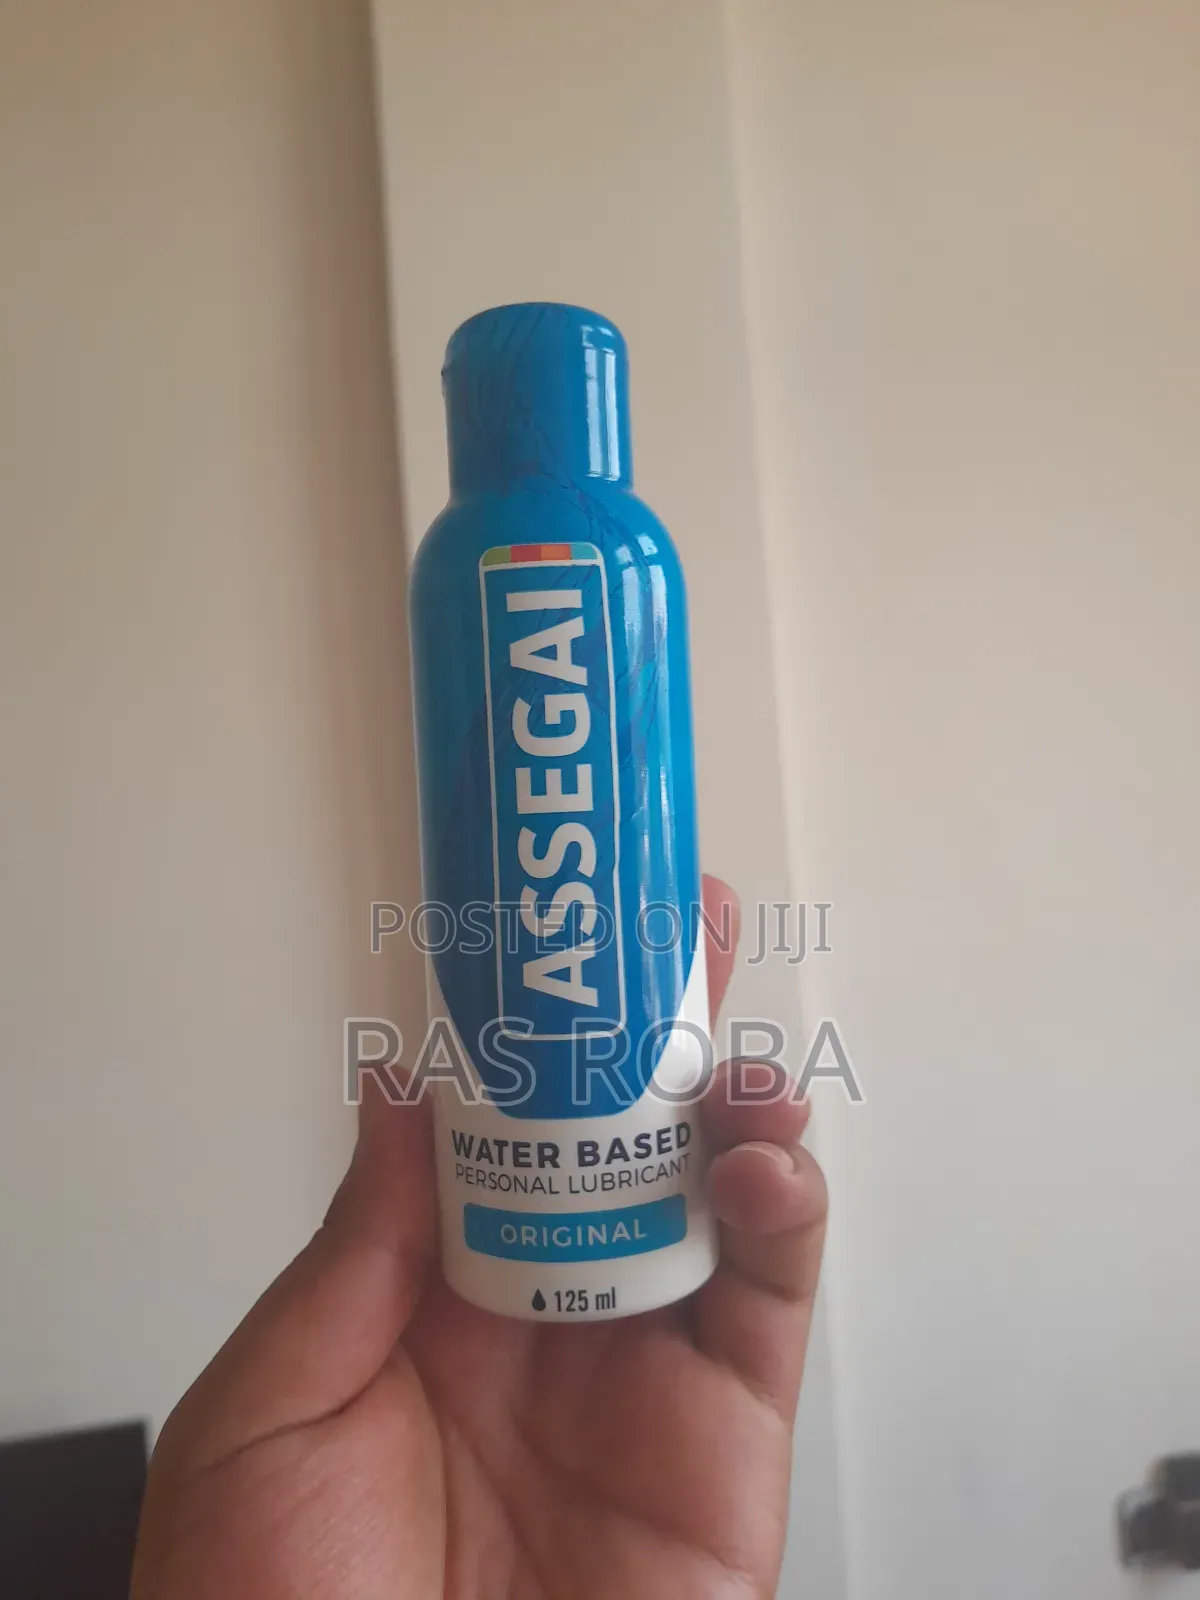 ASSEGAI
POSTED ON JIJI
RAS ROBA
WATER BASED
PERSONAL LUBRICANT
ORIGINAL
125 ml